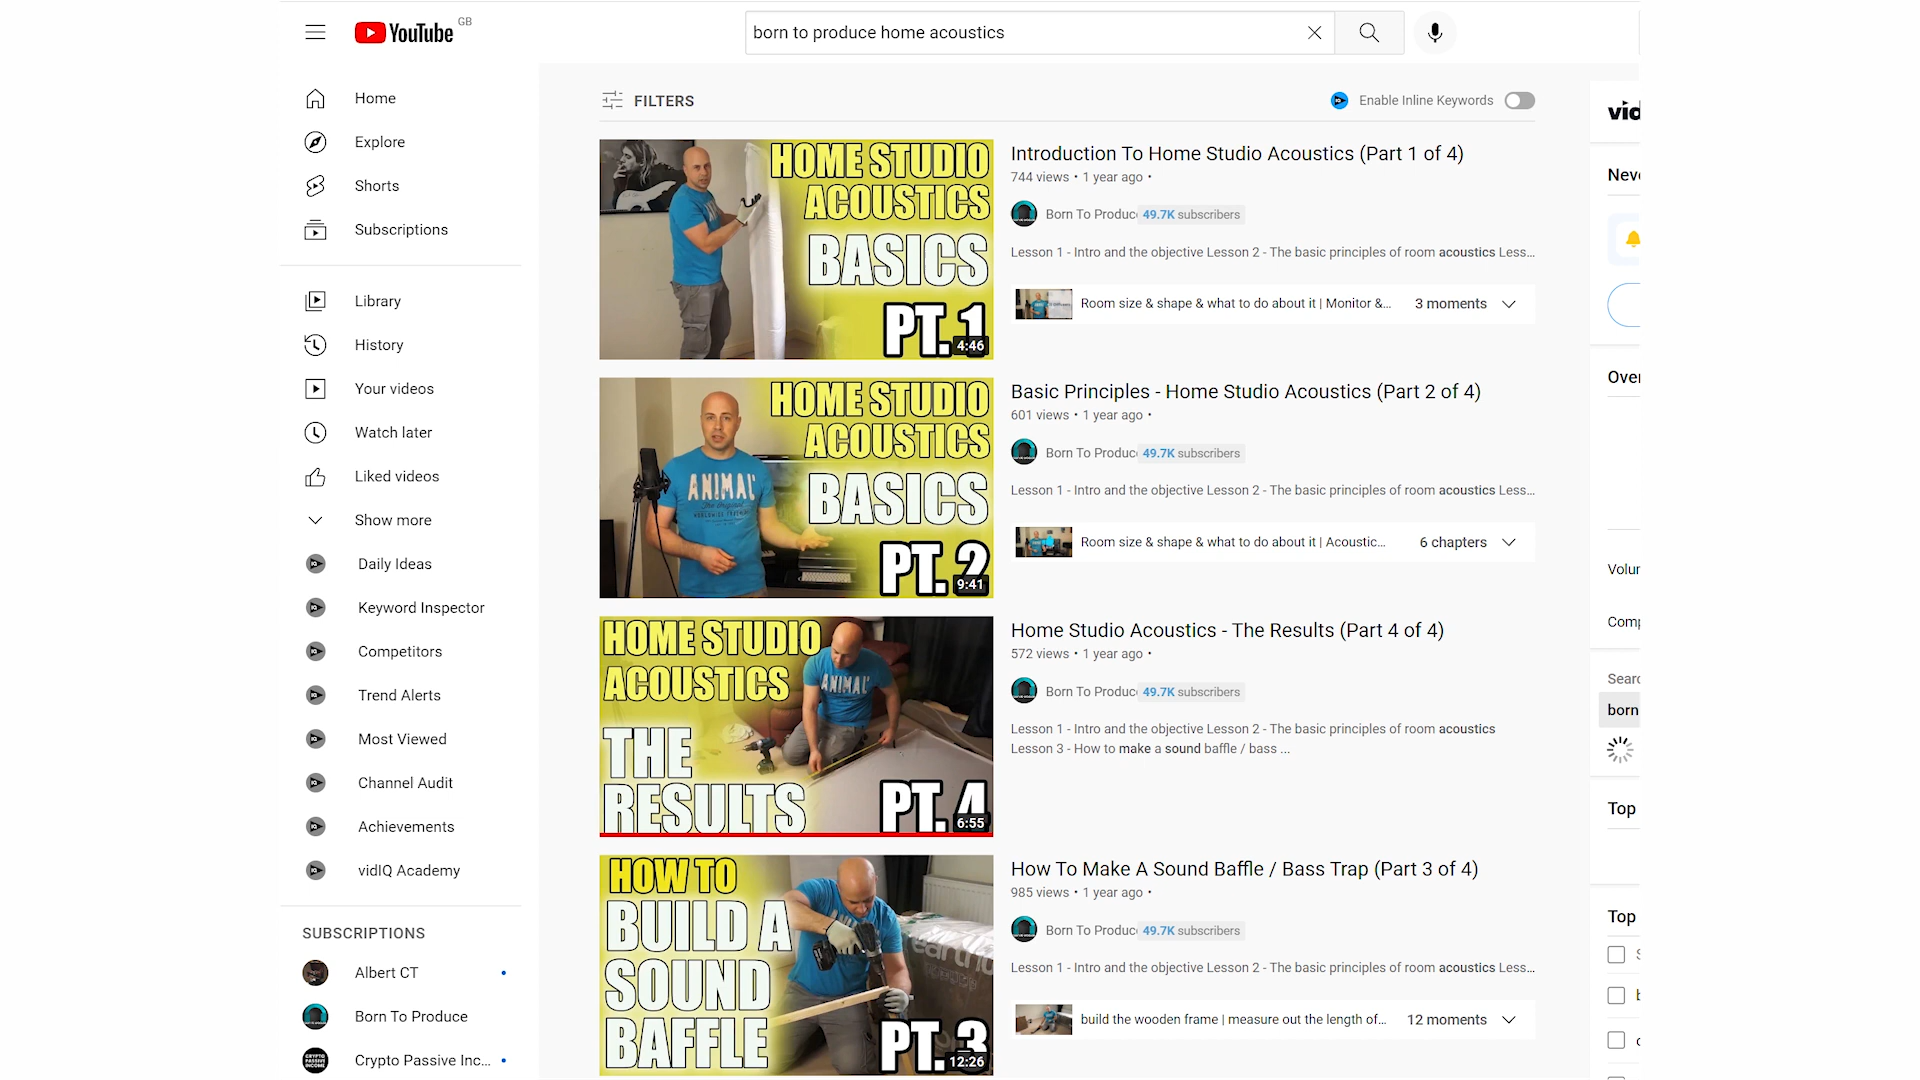 YouTube GB
born to produce home acoustics
Home
Explore
Shorts
Subscriptions
Library
History
Your videos
Watch later
Liked videos
Show more
Daily Ideas
Keyword Inspector
Competitors
Trend Alerts
Most Viewed
Channel Audit
Achievements
vidIQ Academy
SUBSCRIPTIONS
Albert CT
Born To Produce
Crypto Passive Inc...
FILTERS
Enable Inline Keywords
HOME STUDIO
ACOUSTICS
BASICS
PT. 1
4:46
Introduction To Home Studio Acoustics (Part 1 of 4)
744 views • 1 year ago •
Born To Produc 49.7K subscribers
Lesson 1 - Intro and the objective Lesson 2 - The basic principles of room acoustics Less...
Room size & shape & what to do about it | Monitor &... 3 moments
HOME STUDIO
ACOUSTICS
BASICS
ANIMAL
PT. 2
9:41
Basic Principles - Home Studio Acoustics (Part 2 of 4)
601 views • 1 year ago •
Born To Produc 49.7K subscribers
Lesson 1 - Intro and the objective Lesson 2 - The basic principles of room acoustics Less...
Room size & shape & what to do about it | Acoustic... 6 chapters
HOME STUDIO
ACOUSTICS
ANIMAL
THE
RESULTS
PT. 4
6:55
Home Studio Acoustics - The Results (Part 4 of 4)
572 views • 1 year ago •
Born To Produc 49.7K subscribers
Lesson 1 - Intro and the objective Lesson 2 - The basic principles of room acoustics
Lesson 3 - How to make a sound baffle / bass ...
HOW TO
BUILD A
SOUND
BAFFLE
PT. 3
12:26
How To Make A Sound Baffle / Bass Trap (Part 3 of 4)
985 views • 1 year ago •
Born To Produc 49.7K subscribers
Lesson 1 - Intro and the objective Lesson 2 - The basic principles of room acoustics Less...
build the wooden frame | measure out the length of... 12 moments
vid
Neve
Over
Volur
Comp
Searc
born
Top
Top